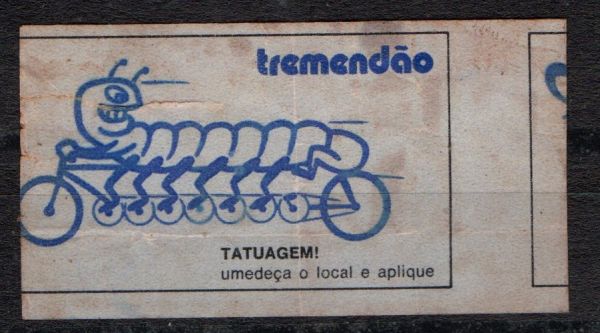 tremendão
TATUAGEM!
umedeça o local e aplique